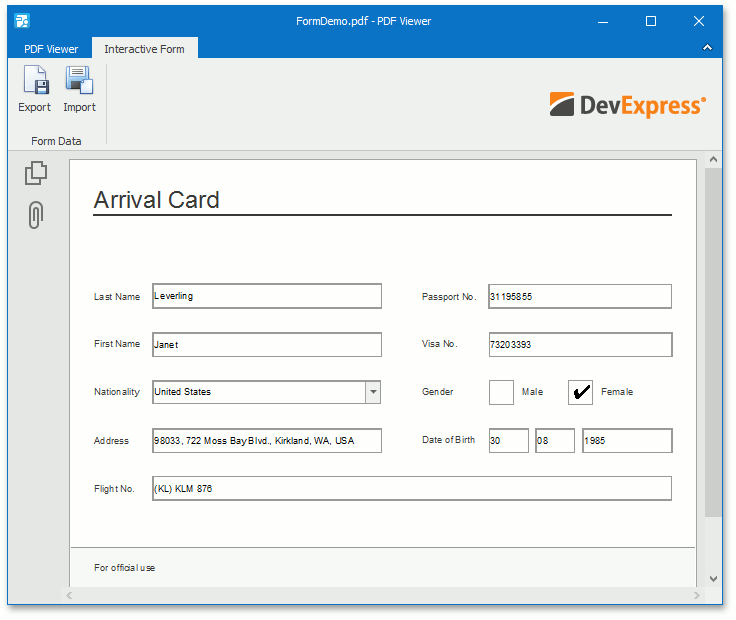 FormDemo.pdf - PDF Viewer
PDF Viewer Interactive Form
Export Import
DevExpress
Form Data
Arrival Card
Last Name Leverling Passport No. 31195855
First Name Janet Visa No. 73203393
Nationality United States Gender Male Female
Address 98033, 722 Moss Bay Blvd., Kirkland, WA, USA Date of Birth 30 08 1985
Flight No. (KL) KLM 876
For official use